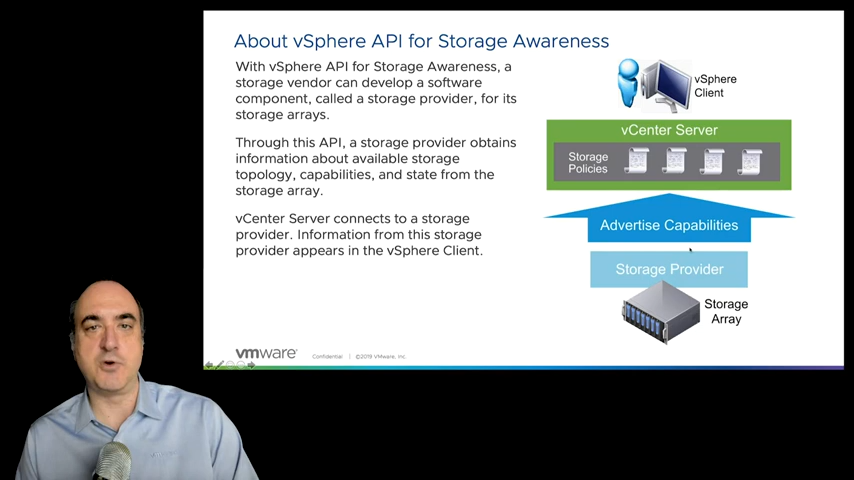 About vSphere API for Storage Awareness
With vSphere API for Storage Awareness, a
storage vendor can develop a software
component, called a storage provider, for its
storage arrays.
Through this API, a storage provider obtains
information about available storage
topology, capabilities, and state from the
storage array.
vCenter Server connects to a storage
provider. Information from this storage
provider appears in the vSphere Client.
vSphere
Client
vCenter Server
Storage
Policies
Advertise Capabilities
Storage Provider
Storage
Array
vmware
Confidential | ©2019 VMware, Inc.